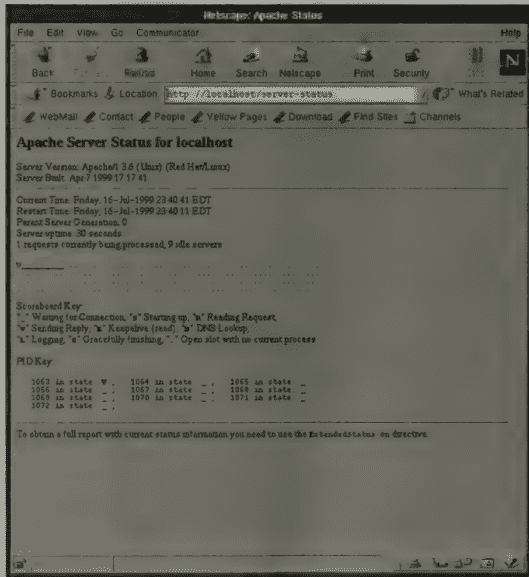 Netscape: Apache Status
File Edit View Go Communicator Help
Back Reload Home Search Netscape Print Security
Bookmarks Location http://localhost/server-status What's Related
WebMail Contact People Yellow Pages Download Find Sites Channels
Apache Server Status for localhost
Server Version: Apache/1.3.6 (Unix) (Red Hat/Linux)
Server Built: Apr 7 1999 17:17:41
Current Time: Friday, 16-Jul-1999 23:40:41 EDT
Restart Time: Friday, 16-Jul-1999 23:40:11 EDT
Parent Server Generation: 0
Server uptime: 30 seconds
1 requests currently being processed, 9 idle servers
W_________......
Scoreboard Key:
"_" Waiting for Connection, "S" Starting up, "R" Reading Request,
"W" Sending Reply, "K" Keepalive (read), "D" DNS Lookup,
"L" Logging, "G" Gracefully finishing, "." Open slot with no current process
PID Key:
1063 in state W , 1064 in state _ , 1065 in state _
1066 in state _ , 1067 in state _ , 1068 in state _
1069 in state _ , 1070 in state _ , 1071 in state _
1072 in state _ ,
To obtain a full report with current status information you need to use the ExtendedStatus on directive.